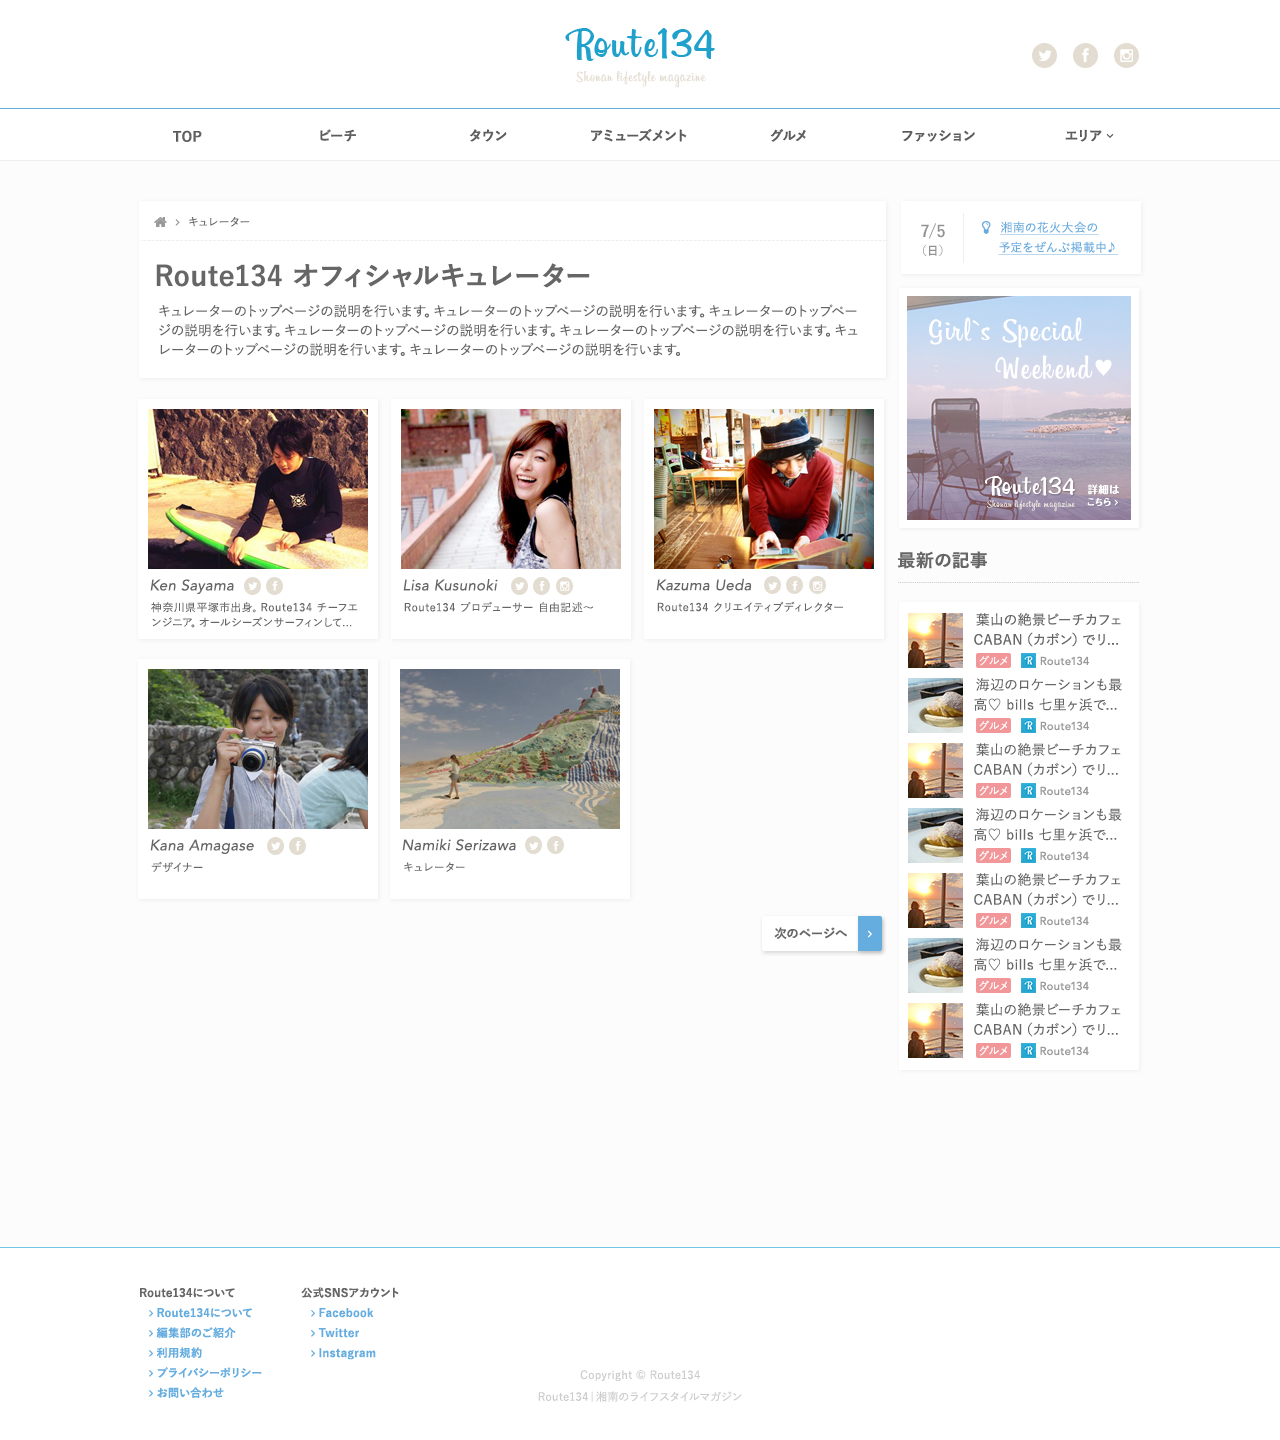 Route134
Shonan lifestyle magazine
TOP
ビーチ
タウン
アミューズメント
グルメ
ファッション
エリア
キュレーター
Route134 オフィシャルキュレーター
キュレーターのトップページの説明を行います。キュレーターのトップページの説明を行います。キュレーターのトップペー
ジの説明を行います。キュレーターのトップページの説明を行います。キュレーターのトップページの説明を行います。キュ
レーターのトップページの説明を行います。キュレーターのトップページの説明を行います。
Ken Sayama
神奈川県平塚市出身。Route134 チーフエ
ンジニア。オールシーズンサーフィンして...
Lisa Kusunoki
Route134 プロデューサー 自由記述〜
Kazuma Ueda
Route134 クリエイティブディレクター
Kana Amagase
デザイナー
Namiki Serizawa
キュレーター
次のページへ
7/5
（日）
湘南の花火大会の
予定をぜんぶ掲載中♪
Girl`s Special
Weekend♥
Route134
Shonan lifestyle magazine
詳細は
こちら
最新の記事
葉山の絶景ビーチカフェ
CABAN（カボン）でリ...
グルメ
R Route134
海辺のロケーションも最
高♡ bills 七里ヶ浜で...
グルメ
R Route134
葉山の絶景ビーチカフェ
CABAN（カボン）でリ...
グルメ
R Route134
海辺のロケーションも最
高♡ bills 七里ヶ浜で...
グルメ
R Route134
葉山の絶景ビーチカフェ
CABAN（カボン）でリ...
グルメ
R Route134
海辺のロケーションも最
高♡ bills 七里ヶ浜で...
グルメ
R Route134
葉山の絶景ビーチカフェ
CABAN（カボン）でリ...
グルメ
R Route134
Route134について
Route134について
編集部のご紹介
利用規約
プライバシーポリシー
お問い合わせ
公式SNSアカウント
Facebook
Twitter
Instagram
Copyright © Route134
Route134 | 湘南のライフスタイルマガジン